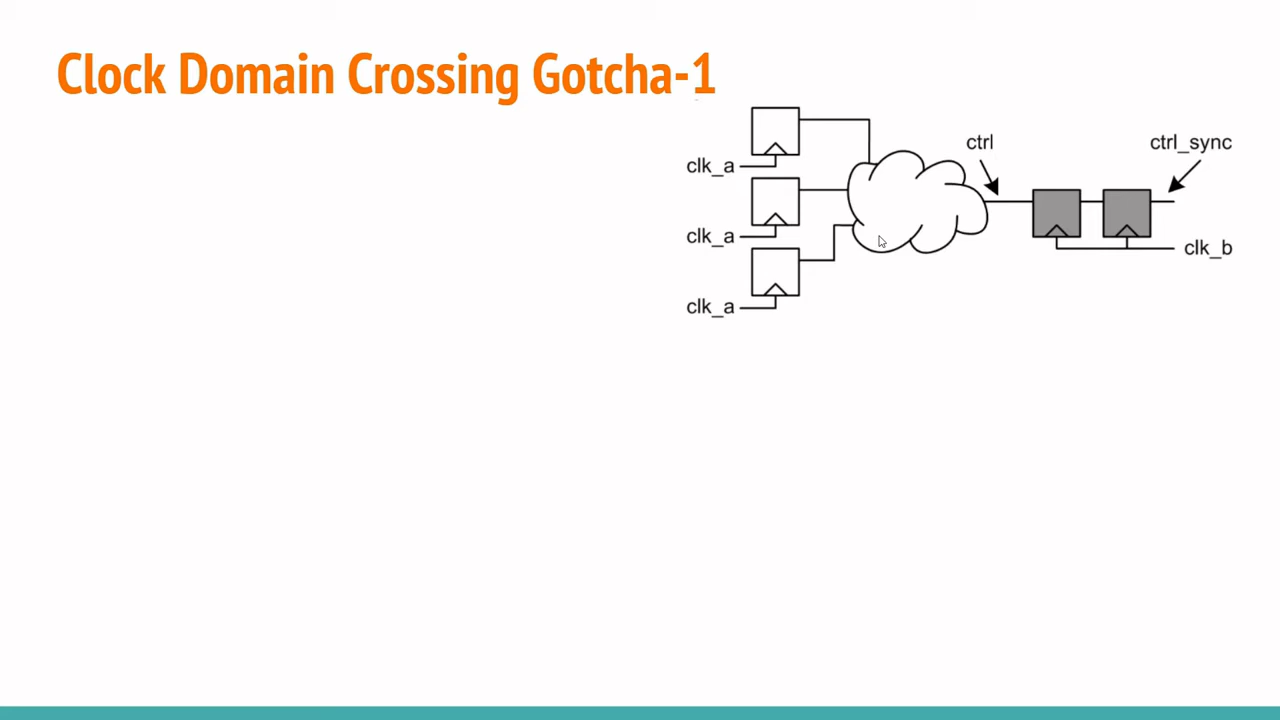 Clock Domain Crossing Gotcha-1
ctrl
ctrl_sync
clk_a
clk_a
clk_b
clk_a